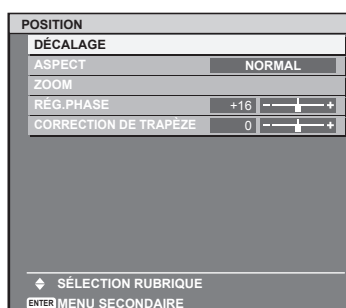 POSITION
DÉCALAGE
ASPECT NORMAL
ZOOM
RÉG.PHASE +16 - +
CORRECTION DE TRAPÈZE 0 - +
SÉLECTION RUBRIQUE
ENTER MENU SECONDAIRE